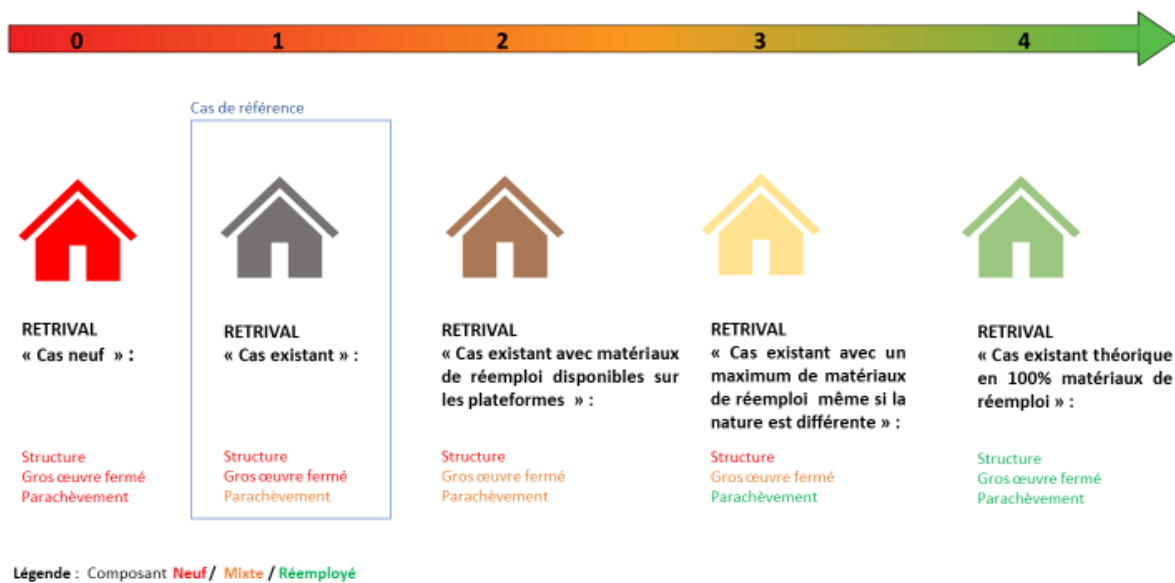 0 1 2 3 4
Cas de référence
RETRIVAL
« Cas neuf » :
Structure
Gros œuvre fermé
Parachèvement
RETRIVAL
« Cas existant » :
Structure
Gros œuvre fermé
Parachèvement
RETRIVAL
« Cas existant avec matériaux
de réemploi disponibles sur
les plateformes » :
Structure
Gros œuvre fermé
Parachèvement
RETRIVAL
« Cas existant avec un
maximum de matériaux
de réemploi même si la
nature est différente » :
Structure
Gros œuvre fermé
Parachèvement
RETRIVAL
« Cas existant théorique
en 100% matériaux de
réemploi » :
Structure
Gros œuvre fermé
Parachèvement
Légende : Composant Neuf / Mixte / Réemployé